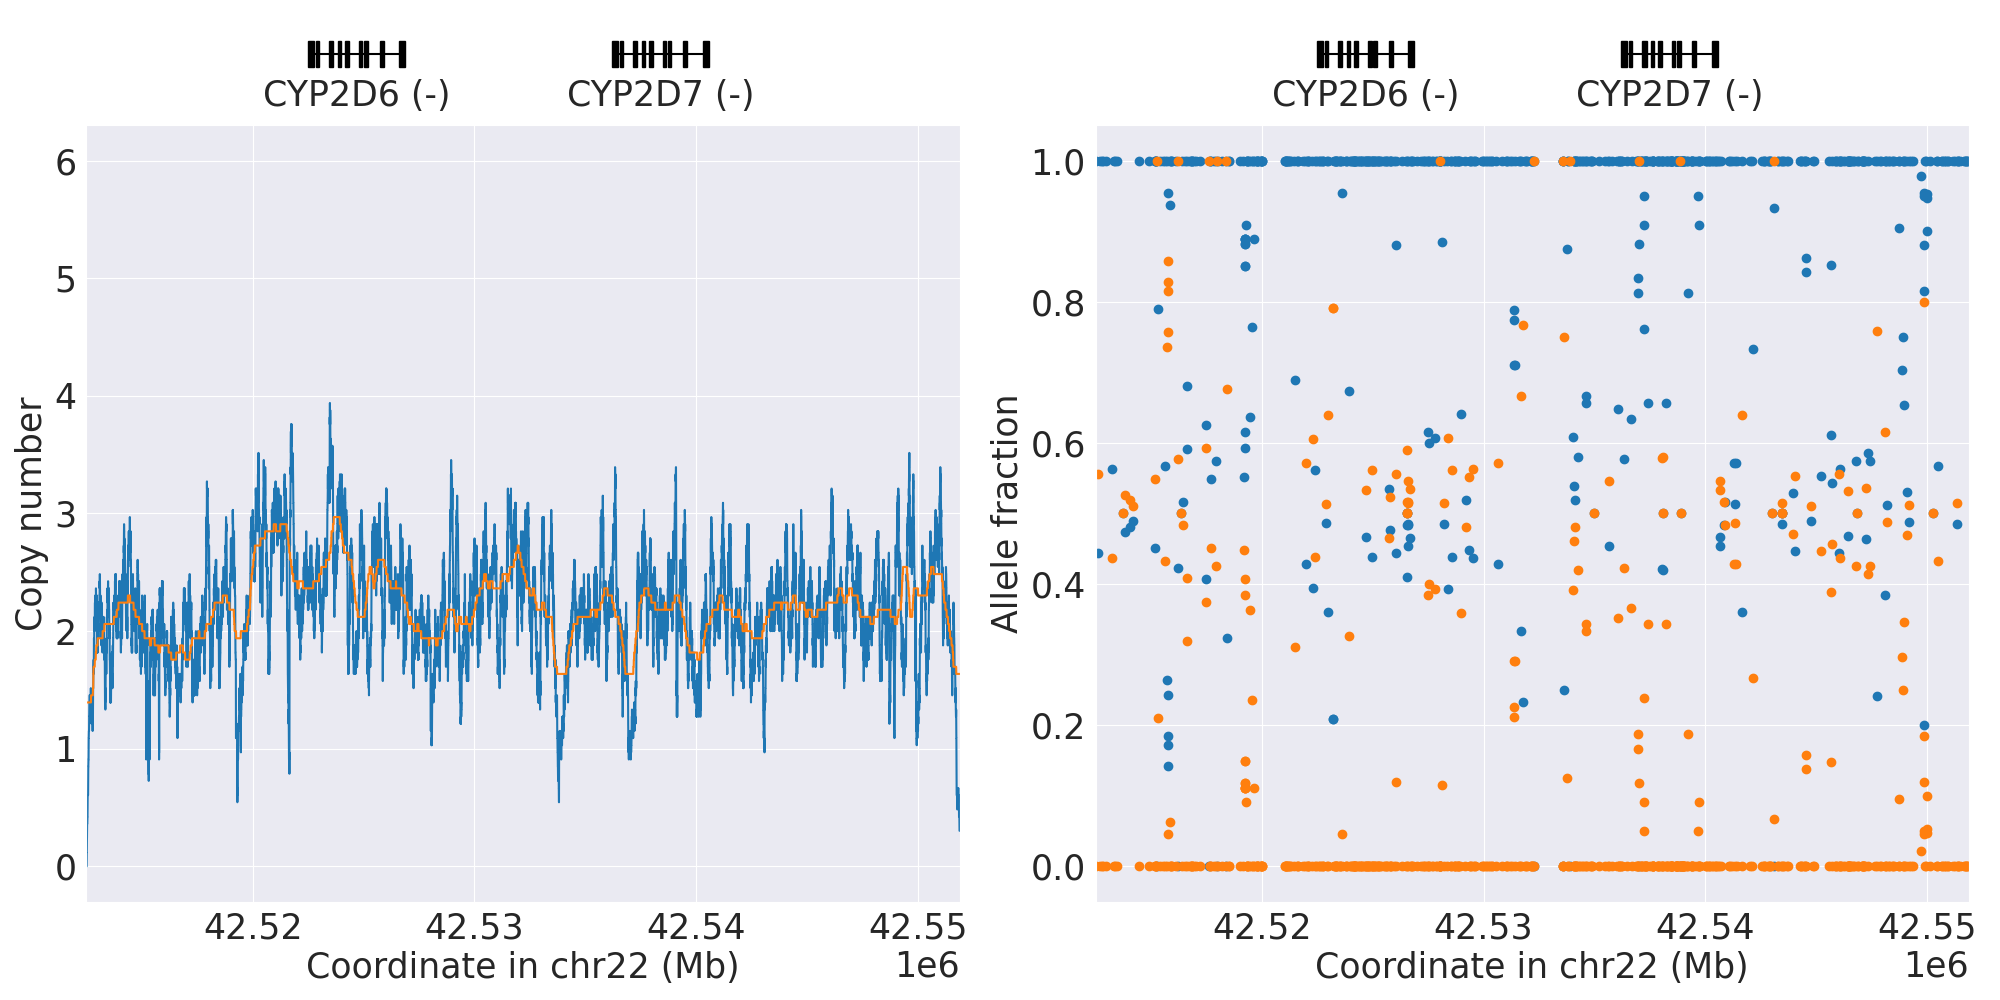 CYP2D6 (-) CYP2D7 (-)
6
5
4
3
2
1
0
Copy number
42.52 42.53 42.54 42.55
Coordinate in chr22 (Mb) 1e6
CYP2D6 (-) CYP2D7 (-)
1.0
0.8
0.6
0.4
0.2
0.0
Allele fraction
42.52 42.53 42.54 42.55
Coordinate in chr22 (Mb) 1e6